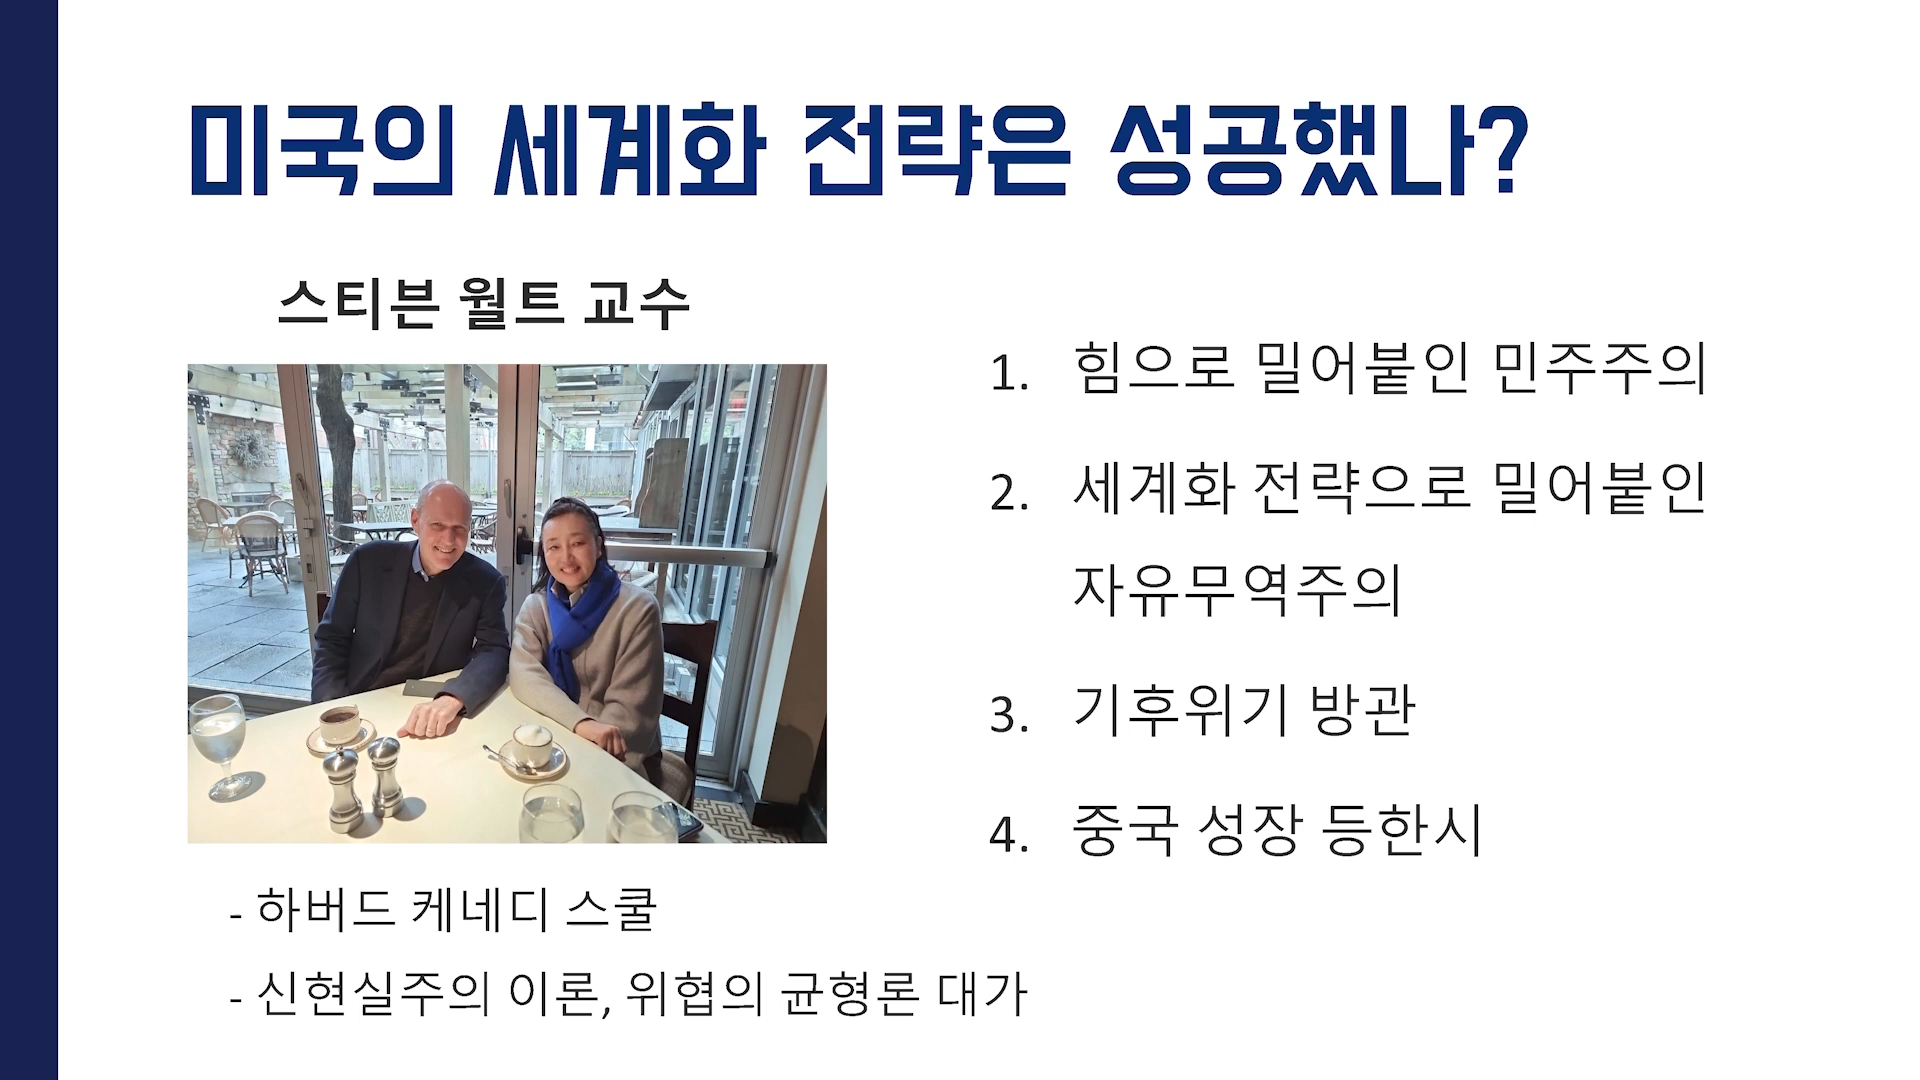 미국의 세계화 전략은 성공했나?
스티븐 월트 교수
- 하버드 케네디 스쿨
- 신현실주의 이론, 위협의 균형론 대가
1. 힘으로 밀어붙인 민주주의
2. 세계화 전략으로 밀어붙인
자유무역주의
3. 기후위기 방관
4. 중국 성장 등한시